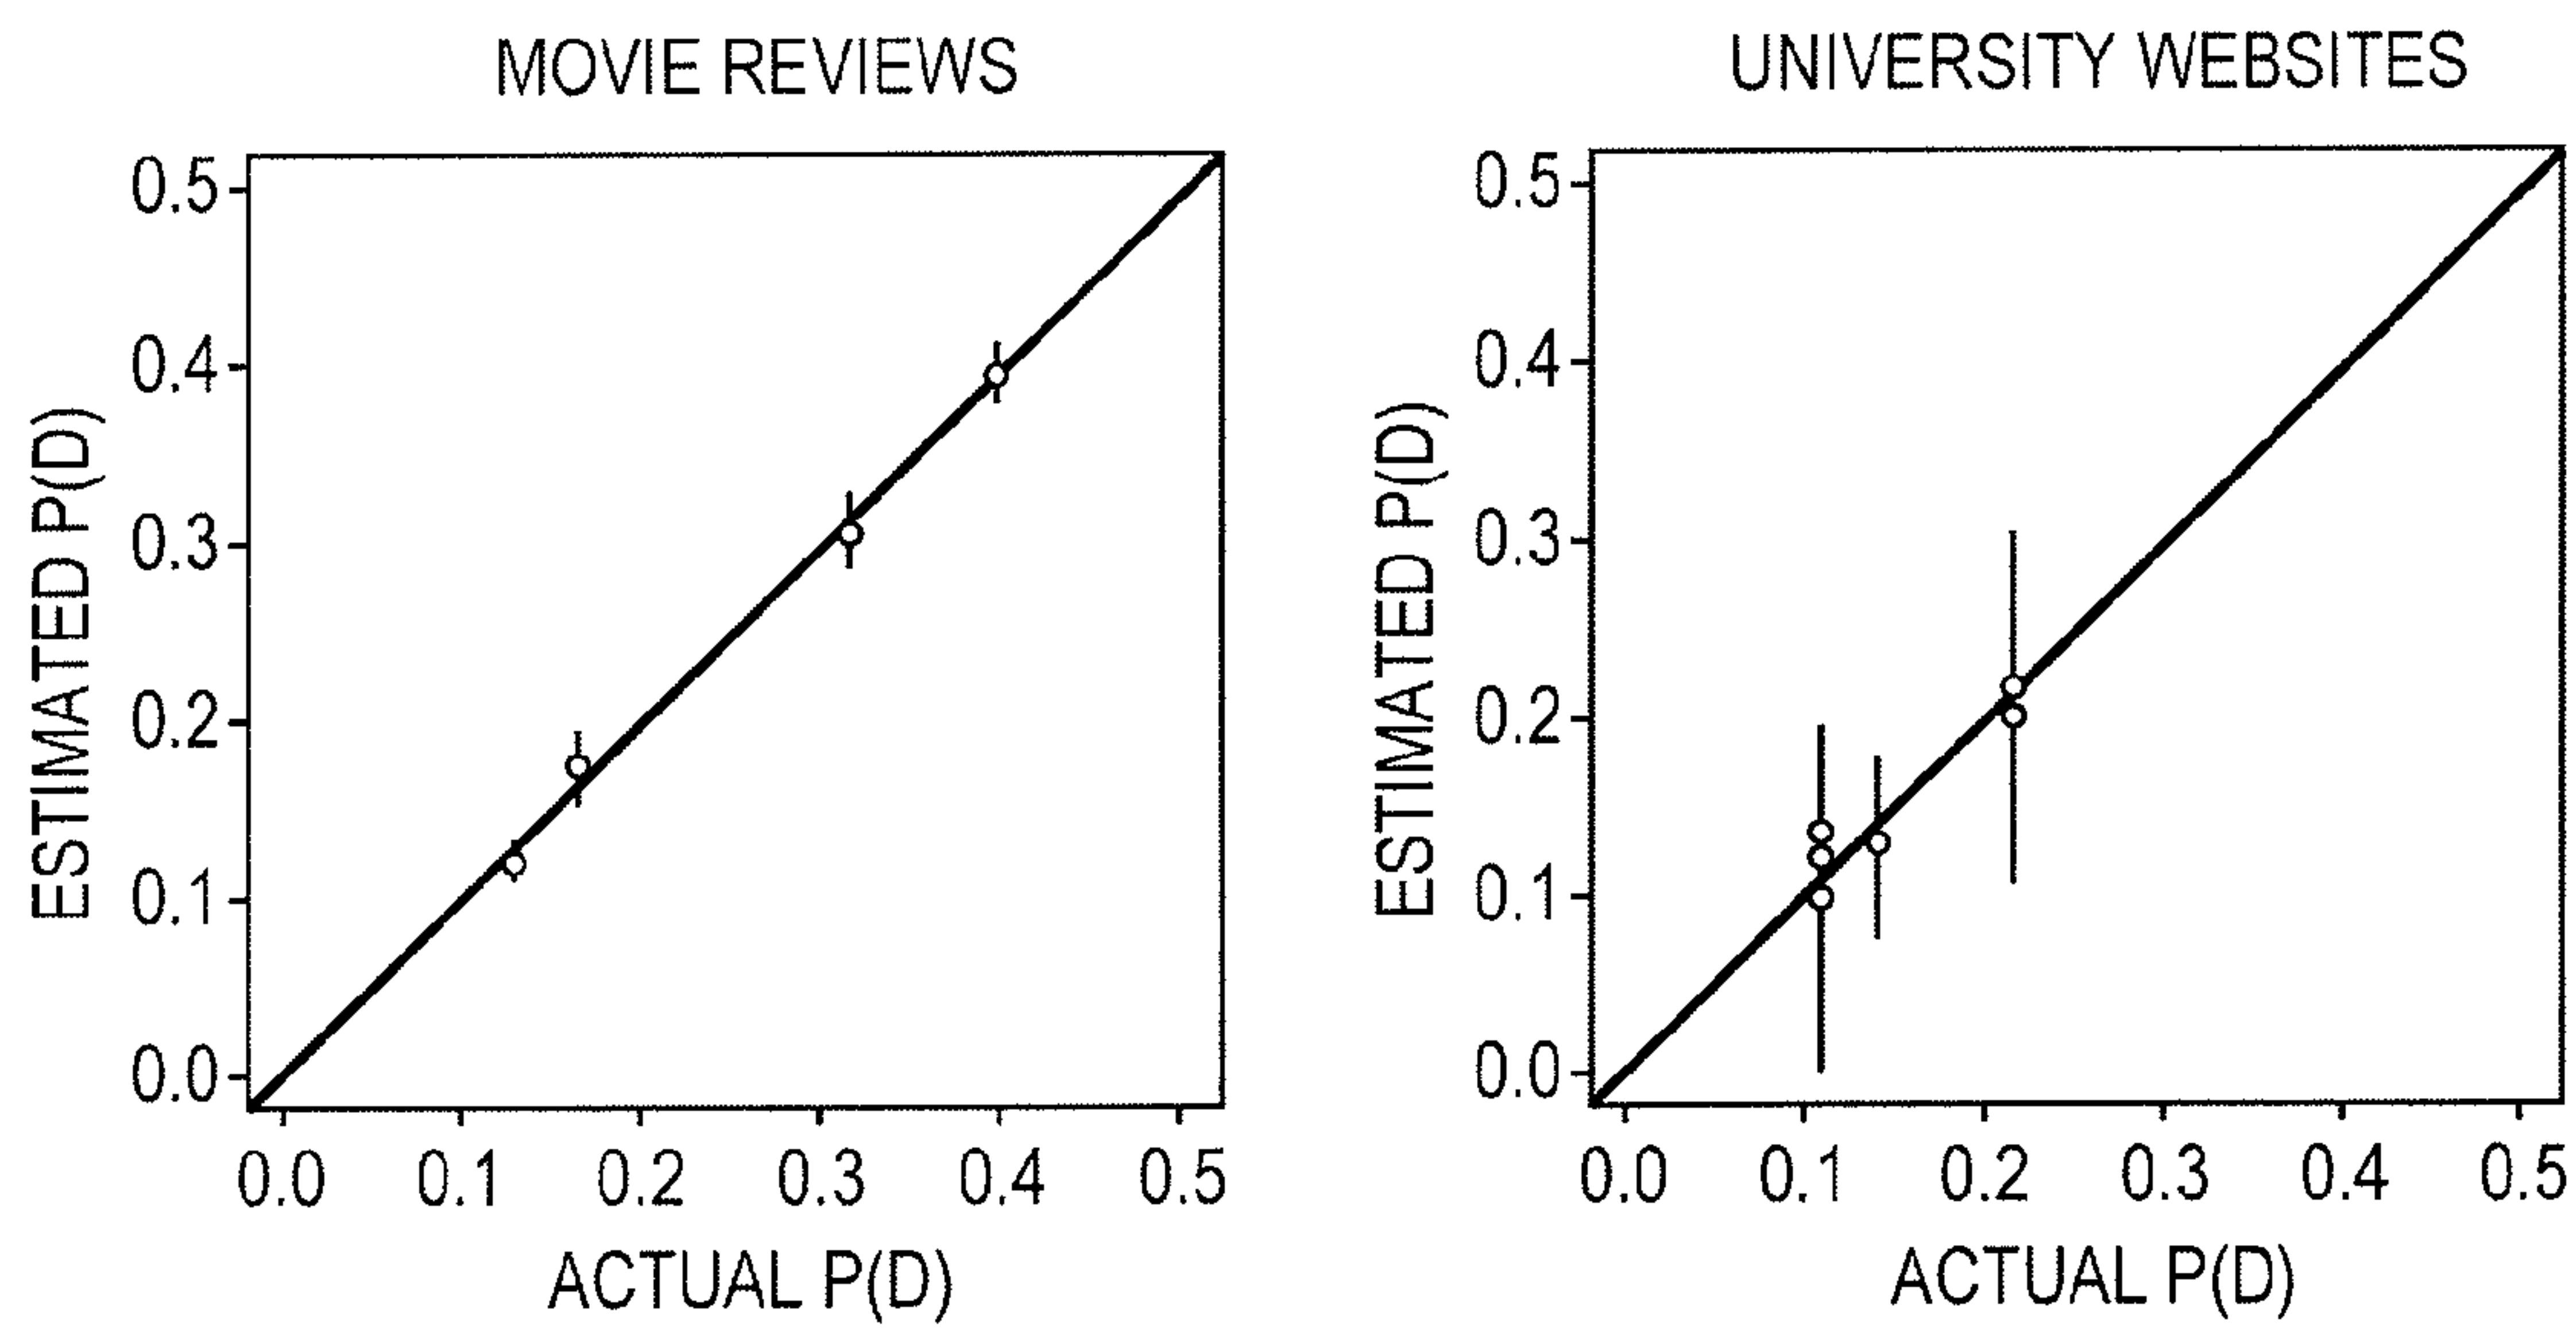 MOVIE REVIEWS
ESTIMATED P(D)
0.5
0.4
0.3
0.2
0.1
0.0
0.0 0.1 0.2 0.3 0.4 0.5
ACTUAL P(D)
UNIVERSITY WEBSITES
ESTIMATED P(D)
0.5
0.4
0.3
0.2
0.1
0.0
0.0 0.1 0.2 0.3 0.4 0.5
ACTUAL P(D)